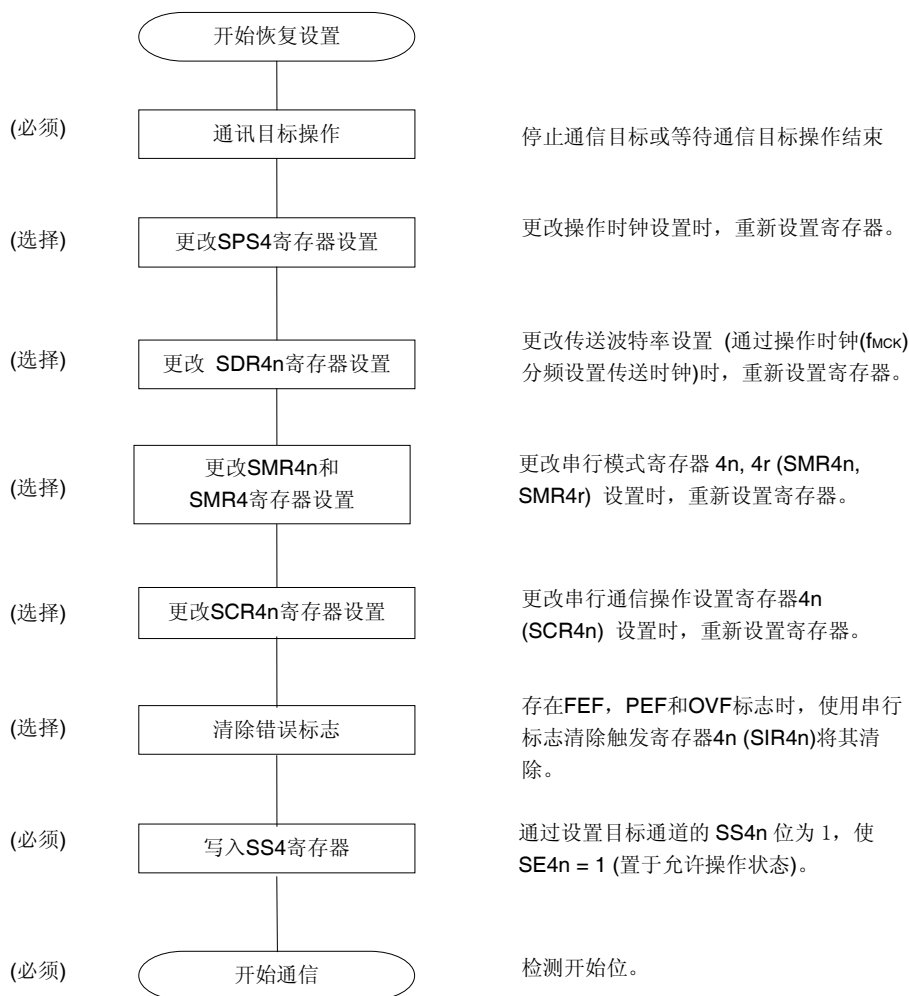 开始恢复设置
(必须)
通讯目标操作
停止通信目标或等待通信目标操作结束
(选择)
更改SPS4寄存器设置
更改操作时钟设置时，重新设置寄存器。
(选择)
更改 SDR4n寄存器设置
更改传送波特率设置 (通过操作时钟(fMCK)
分频设置传送时钟)时，重新设置寄存器。
(选择)
更改SMR4n和
SMR4寄存器设置
更改串行模式寄存器 4n, 4r (SMR4n,
SMR4r) 设置时，重新设置寄存器。
(选择)
更改SCR4n寄存器设置
更改串行通信操作设置寄存器4n
(SCR4n) 设置时，重新设置寄存器。
(选择)
清除错误标志
存在FEF，PEF和OVF标志时，使用串行
标志清除触发寄存器4n (SIR4n)将其清
除。
(必须)
写入SS4寄存器
通过设置目标通道的 SS4n 位为 1，使
SE4n = 1 (置于允许操作状态)。
(必须)
开始通信
检测开始位。